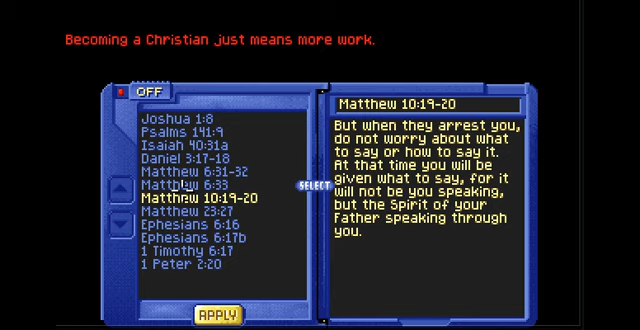 Becoming a Christian just means more work.
OFF
Joshua 1:8
Psalms 141:9
Isaiah 40:31a
Daniel 3:17-18
Matthew 6:31-32
Matthew 6:33
Matthew 10:19-20
Matthew 23:27
Ephesians 6:16
Ephesians 6:17b
1 Timothy 6:17
1 Peter 2:20
APPLY
SELECT
Matthew 10:19-20
But when they arrest you,
do not worry about what
to say or how to say it.
At that time you will be
given what to say, for it
will not be you speaking,
but the Spirit of your
Father speaking through
you.